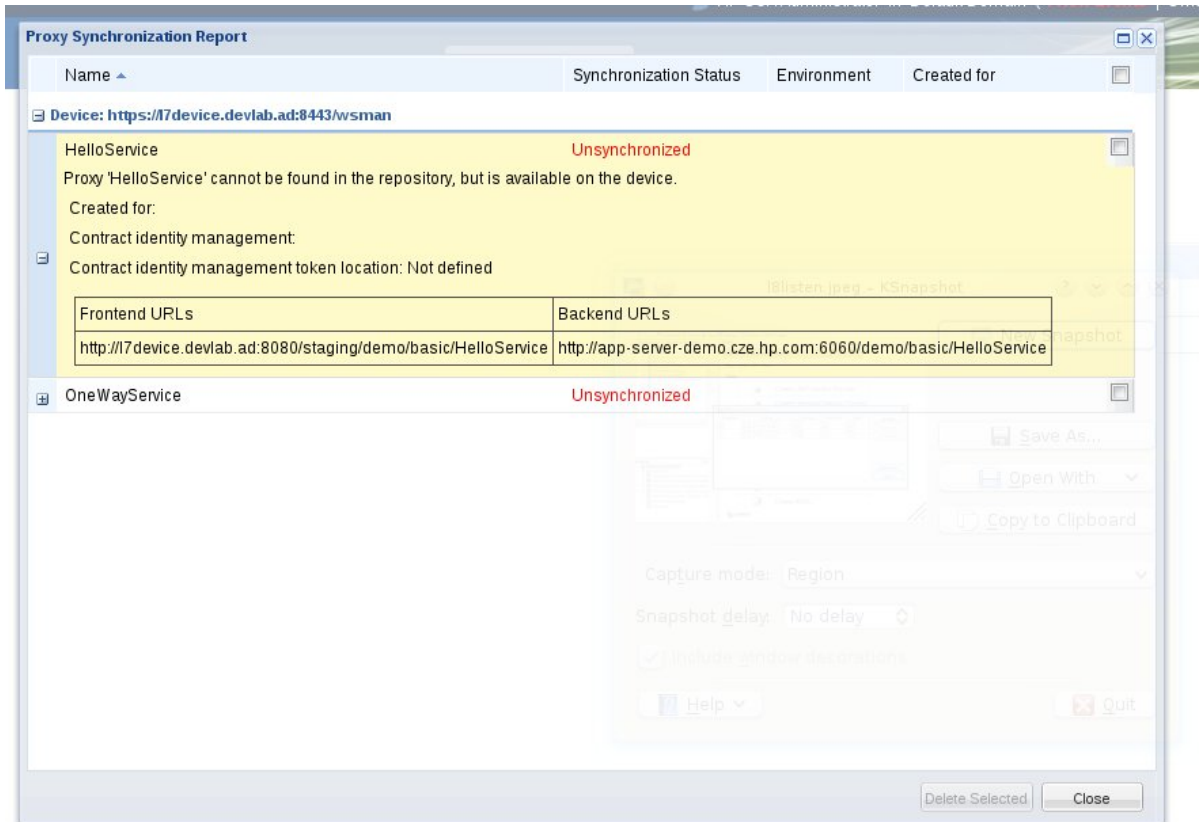 Proxy Synchronization Report
Name Synchronization Status Environment Created for
Device: https://l7device.devlab.ad:8443/wsman
HelloService Unsynchronized
Proxy 'HelloService' cannot be found in the repository, but is available on the device.
Created for:
Contract identity management:
Contract identity management token location: Not defined
l8listen.jpeg - KSnapshot
Frontend URLs Backend URLs
New Snapshot
http://l7device.devlab.ad:8080/staging/demo/basic/HelloService http://app-server-demo.cze.hp.com:6060/demo/basic/HelloService
OneWayService Unsynchronized
Save As...
Open With
Copy to Clipboard
Capture mode: Region
Snapshot delay: No delay
Include window decorations
Help Quit
Delete Selected Close